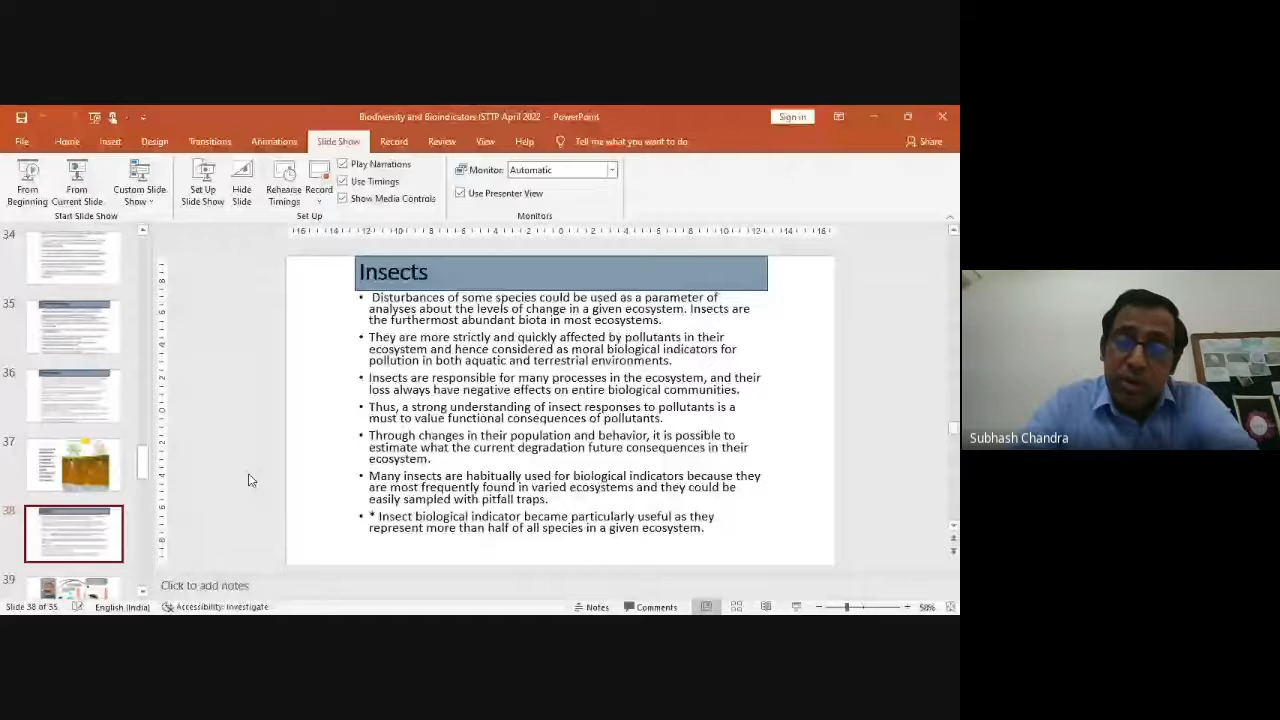 Biodiversity and Bioindicators ISTTP April 2022 - PowerPoint
Sign in
File Home Insert Design Transitions Animations Slide Show Record Review View Help Tell me what you want to do Share
From Beginning
From Current Slide
Custom Slide Show
Set Up Slide Show
Hide Slide
Rehearse Timings
Record
Play Narrations
Use Timings
Show Media Controls
Monitor: Automatic
Use Presenter View
Start Slide Show
Set Up
Monitors
34
35
36
37
38
39
Insects
• Disturbances of some species could be used as a parameter of
analyses about the levels of change in a given ecosystem. Insects are
the furthermost abundant biota in most ecosystems.
• They are more strictly and quickly affected by pollutants in their
ecosystem and hence considered as moral biological indicators for
pollution in both aquatic and terrestrial environments.
• Insects are responsible for many processes in the ecosystem, and their
loss always have negative effects on entire biological communities.
• Thus, a strong understanding of insect responses to pollutants is a
must to value functional consequences of pollutants.
• Through changes in their population and behavior, it is possible to
estimate what the current degradation future consequences in their
ecosystem.
• Many insects are habitually used for biological indicators because they
are most frequently found in varied ecosystems and they could be
easily sampled with pitfall traps.
• * Insect biological indicator became particularly useful as they
represent more than half of all species in a given ecosystem.
Subhash Chandra
Click to add notes
English (India) Accessibility: Investigate Notes Comments 58%